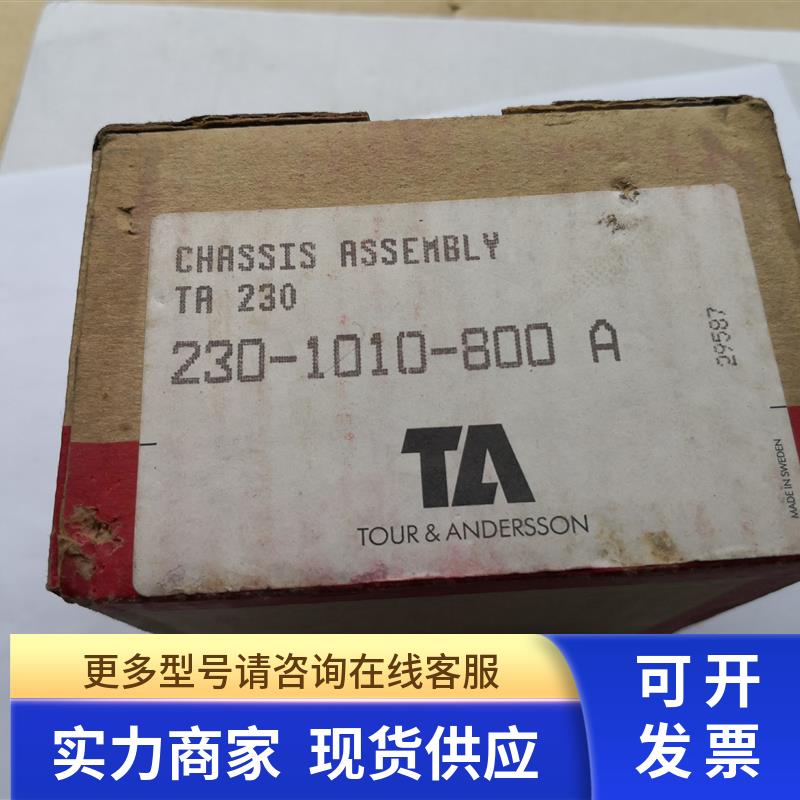 CHASSIS ASSEMBLY
TA 230
230-1010-800 A
29587
TA
TOUR & ANDERSSON
MADE IN SWEDEN
更多型号请咨询在线客服
实力商家 现货供应
可开
发票